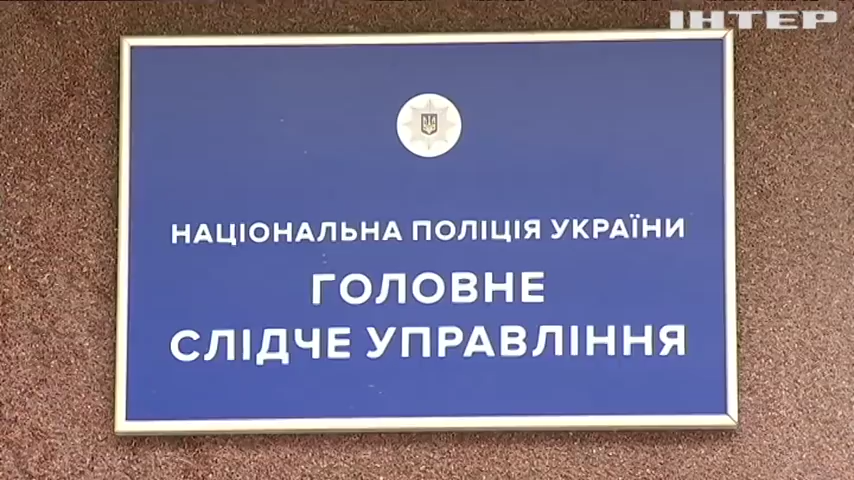 ІНТЕР
НАЦІОНАЛЬНА ПОЛІЦІЯ УКРАЇНИ
ГОЛОВНЕ
СЛІДЧЕ УПРАВЛІННЯ